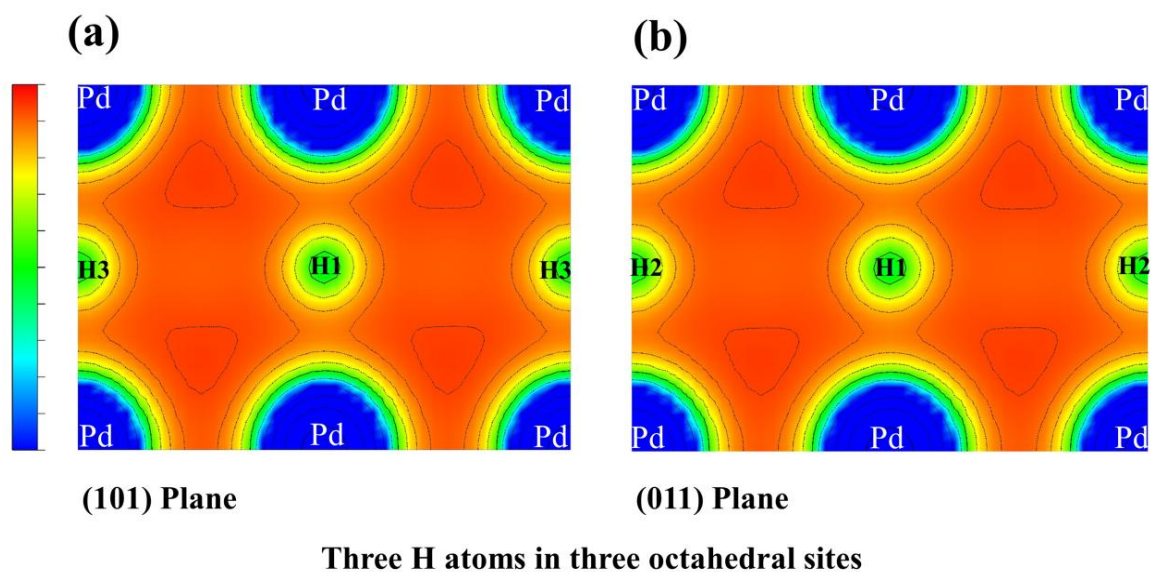 (a) (b)
Pd Pd Pd Pd Pd Pd
H3 H1 H3 H2 H1 H2
Pd Pd Pd Pd Pd Pd
(101) Plane (011) Plane
Three H atoms in three octahedral sites